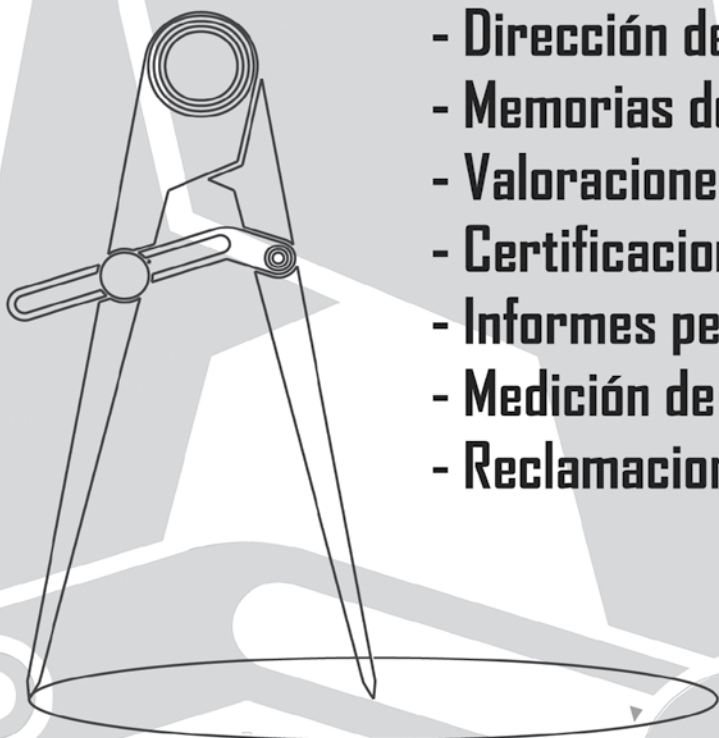 - Dirección de
- Memorias d
- Valoracione
- Certificacion
- Informes pe
- Medición de
- Reclamacion